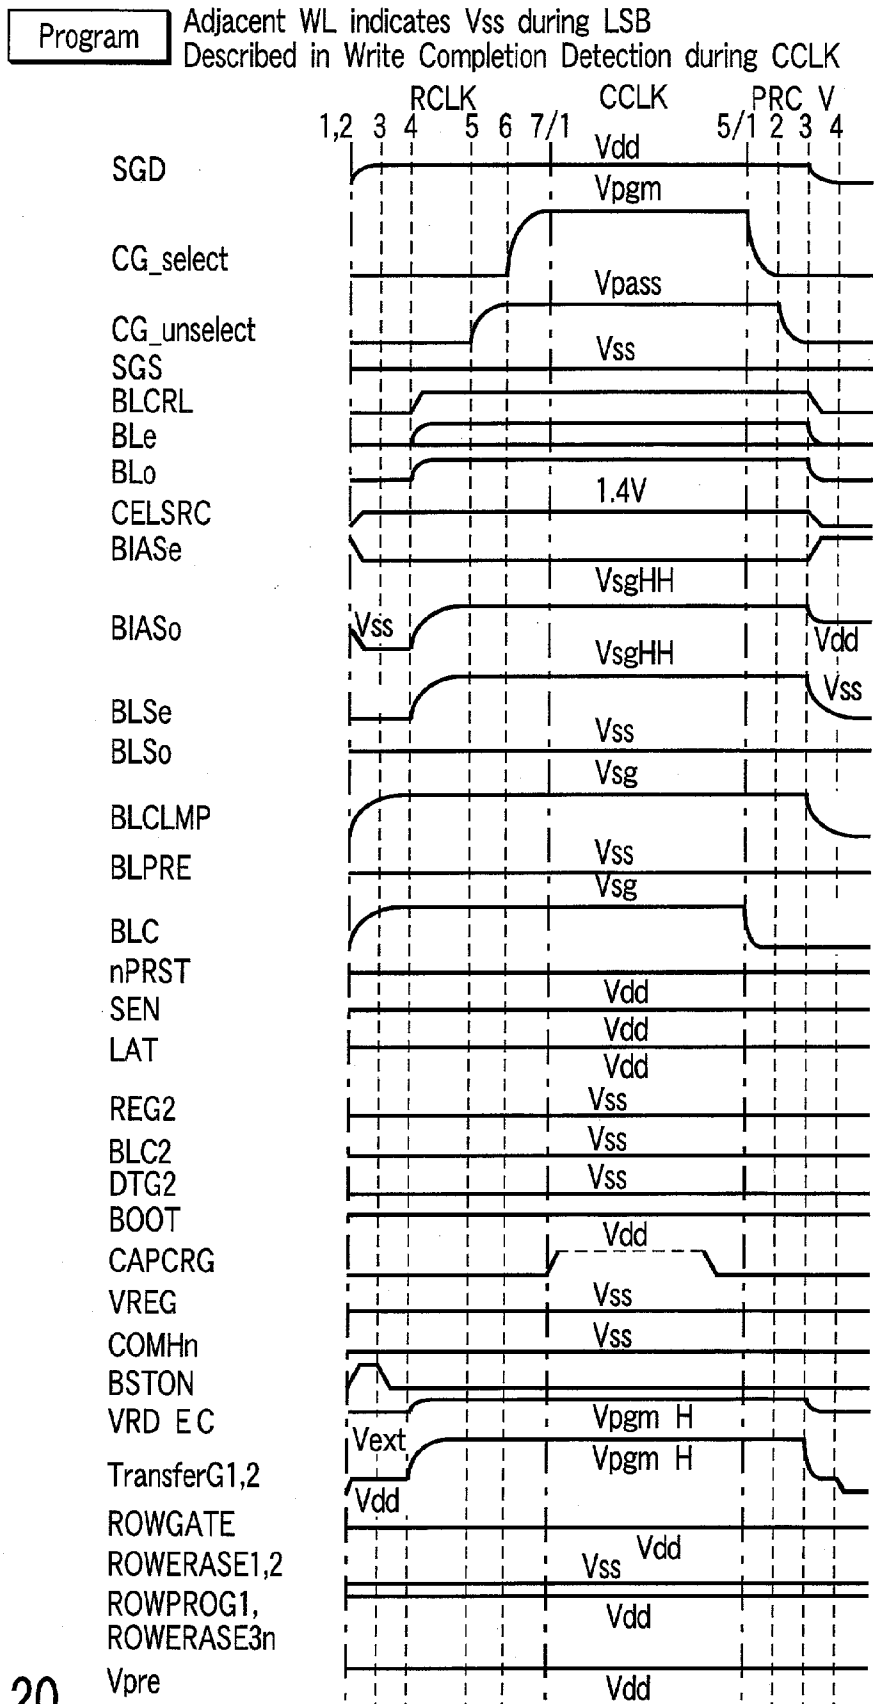 Program
Adjacent WL indicates Vss during LSB
Described in Write Completion Detection during CCLK
RCLK CCLK PRC V
1,2 3 4 5 6 7/1 5/1 2 3 4
Vdd
SGD
Vpgm
CG_select
Vpass
CG_unselect
Vss
SGS
BLCRL
BLe
BLo
1.4V
CELSRC
BIASe
VsgHH
BIASo Vss Vdd
VsgHH
BLSe Vss
BLSo Vss
Vsg
BLCLMP
BLPRE Vss
Vsg
BLC
nPRST
Vdd
SEN
Vdd
LAT
Vdd
REG2 Vss
BLC2 Vss
DTG2 Vss
BOOT
Vdd
CAPCRG
VREG Vss
COMHn Vss
BSTON
VRD EC Vpgm H
Vext
Vpgm H
TransferG1,2
Vdd
ROWGATE
Vdd
ROWERASE1,2 Vss
ROWPROG1,
Vdd
ROWERASE3n
Vpre
Vdd
20